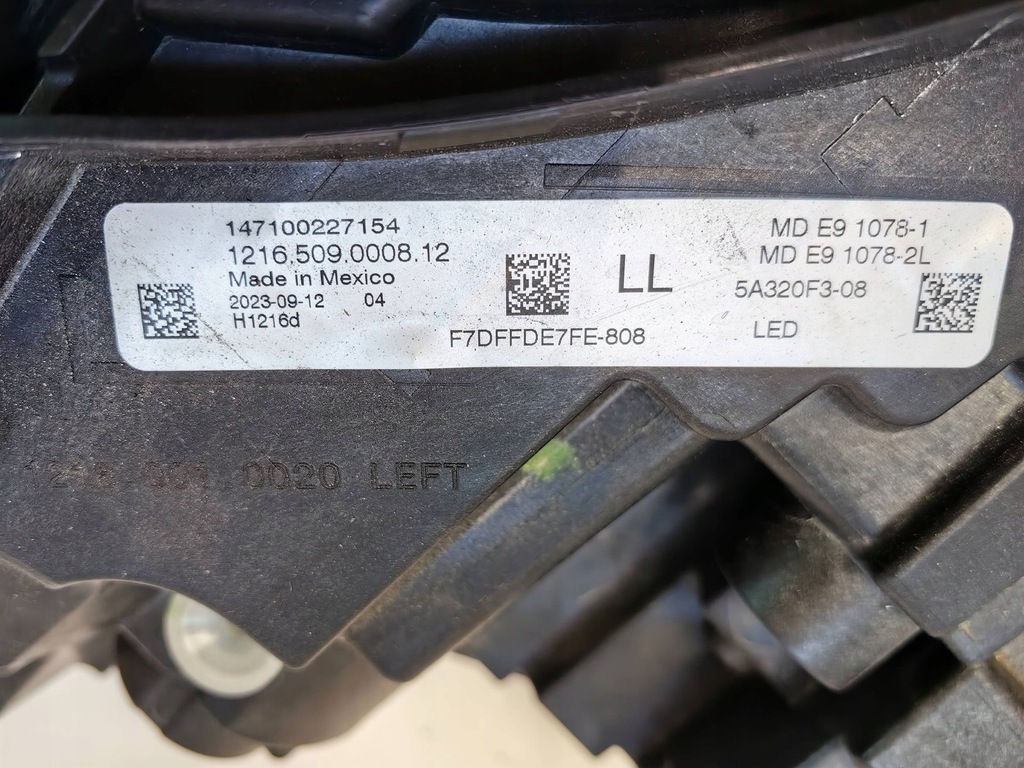 147100227154
1216.509.0008.12
Made in Mexico
2023-09-12 04
H1216d
F7DFFDE7FE-808
LL
MD E9 1078-1
MD E9 1078-2L
5A320F3-08
LED
0020 LEFT